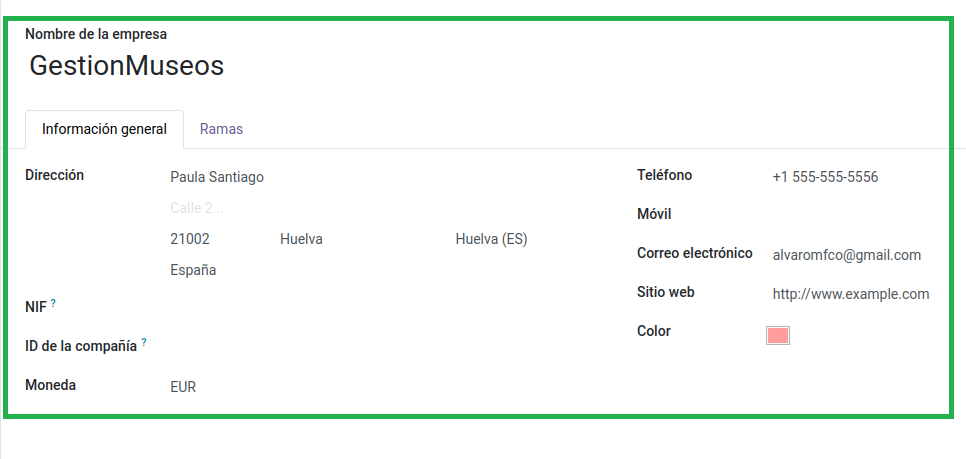 Nombre de la empresa
GestionMuseos
Información general Ramas
Dirección Paula Santiago
Calle 2...
21002 Huelva Huelva (ES)
España
NIF ?
ID de la compañía ?
Moneda EUR
Teléfono +1 555-555-5556
Móvil
Correo electrónico alvaromfco@gmail.com
Sitio web http://www.example.com
Color